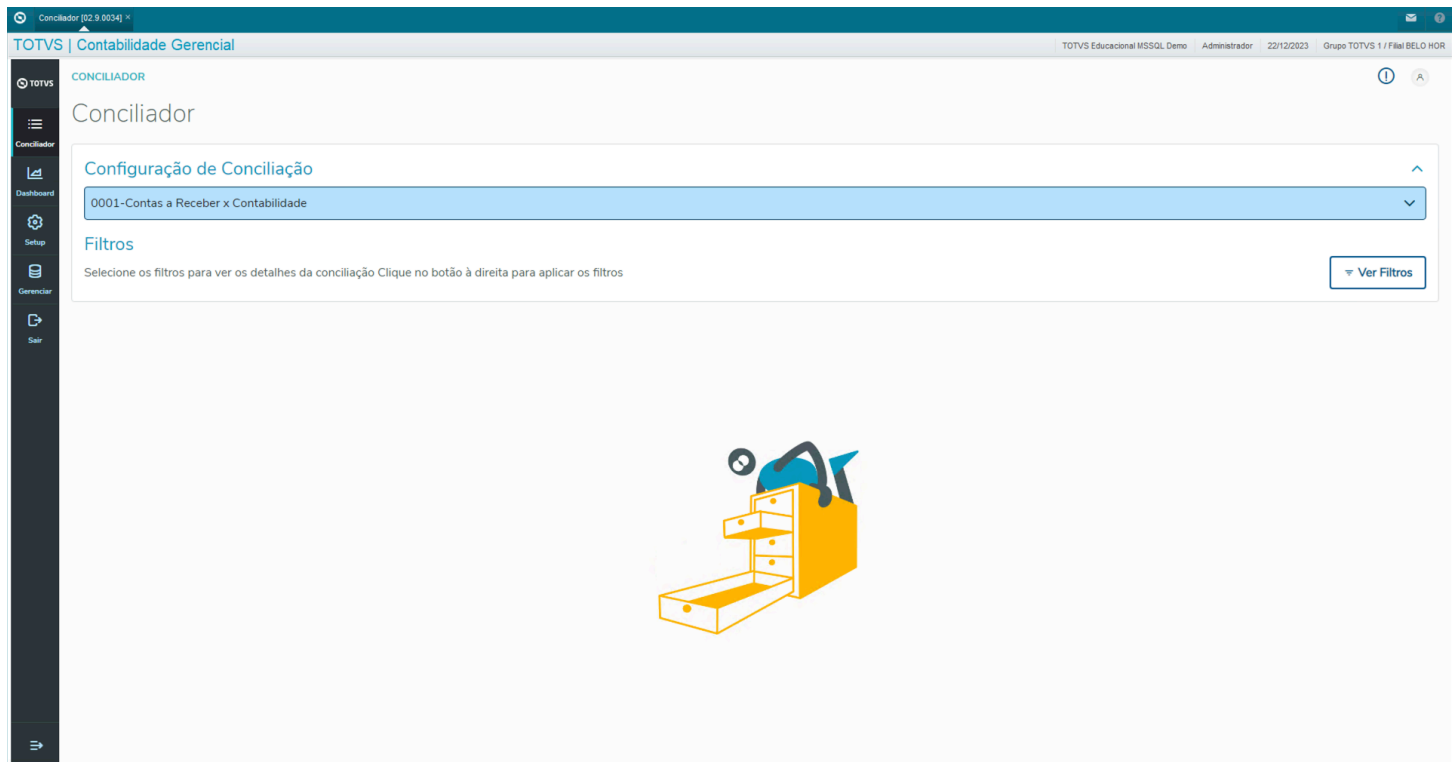 Conciliador [02.9.0034] ×
TOTVS | Contabilidade Gerencial
TOTVS Educacional MSSQL Demo
Administrador
22/12/2023
Grupo TOTVS 1 / Filial BELO HOR
TOTVS
CONCILIADOR
Conciliador
Conciliador
Dashboard
Setup
Gerenciar
Sair
Configuração de Conciliação
0001-Contas a Receber x Contabilidade
Filtros
Selecione os filtros para ver os detalhes da conciliação Clique no botão à direita para aplicar os filtros
Ver Filtros